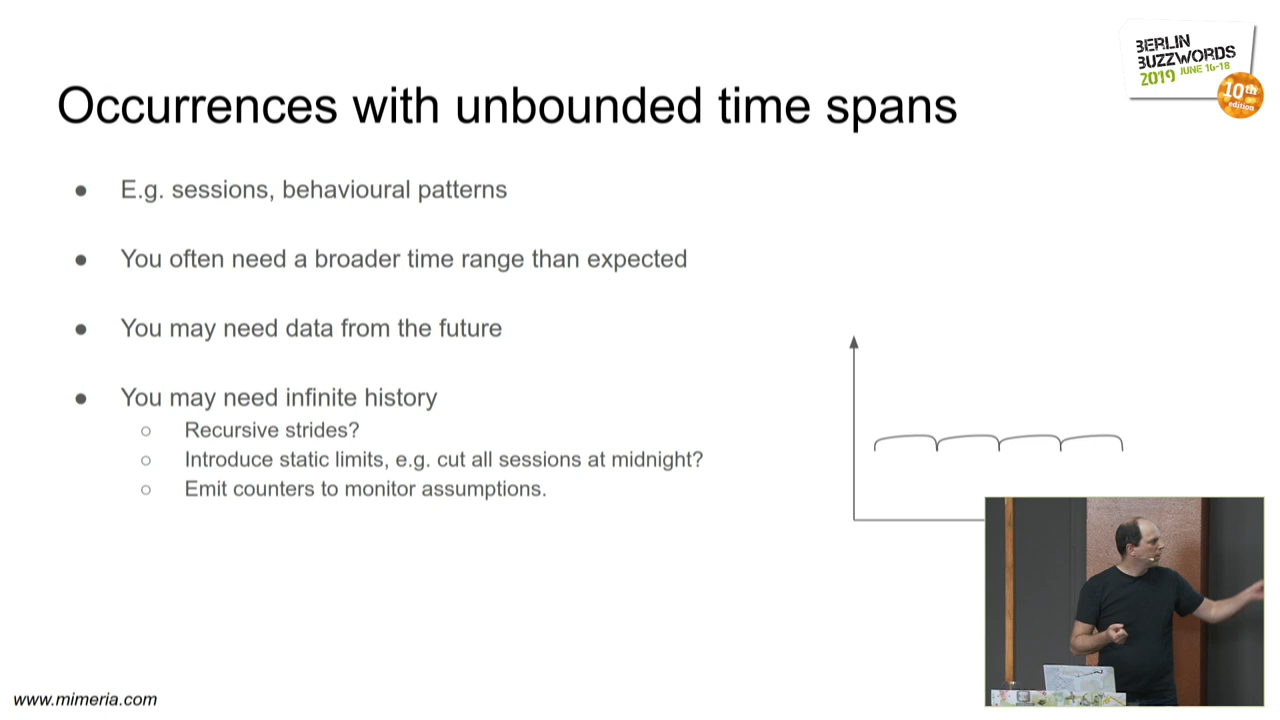 BERLIN
BUZZWORDS
2019 JUNE 16-18
10th
edition
Occurrences with unbounded time spans
● E.g. sessions, behavioural patterns
● You often need a broader time range than expected
● You may need data from the future
● You may need infinite history
○ Recursive strides?
○ Introduce static limits, e.g. cut all sessions at midnight?
○ Emit counters to monitor assumptions.
www.mimeria.com